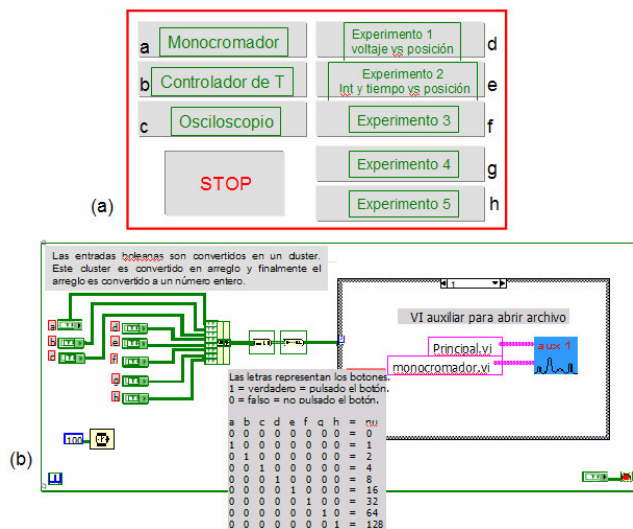 a Monocromador
b Controlador de T
c Osciloscopio
STOP
Experimento 1
voltaje vs posición
d
Experimento 2
Int y tiempo vs posición
e
Experimento 3
f
Experimento 4
g
Experimento 5
h
(a)
Las entradas boleanas son convertidos en un cluster.
Este cluster es convertido en arreglo y finalmente el
arreglo es convertido a un número entero.
a
b
c
d
e
f
g
h
1
VI auxiliar para abrir archivo
Principal.vi
monocromador.vi
aux 1
Las letras representan los botones.
1 = verdadero = pulsado el botón.
0 = falso = no pulsado el botón.
a b c d e f g h = nu
0 0 0 0 0 0 0 0 = 0
1 0 0 0 0 0 0 0 = 1
0 1 0 0 0 0 0 0 = 2
0 0 1 0 0 0 0 0 = 4
0 0 0 1 0 0 0 0 = 8
0 0 0 0 1 0 0 0 = 16
0 0 0 0 0 1 0 0 = 32
0 0 0 0 0 0 1 0 = 64
0 0 0 0 0 0 0 1 = 128
100
(b)
i